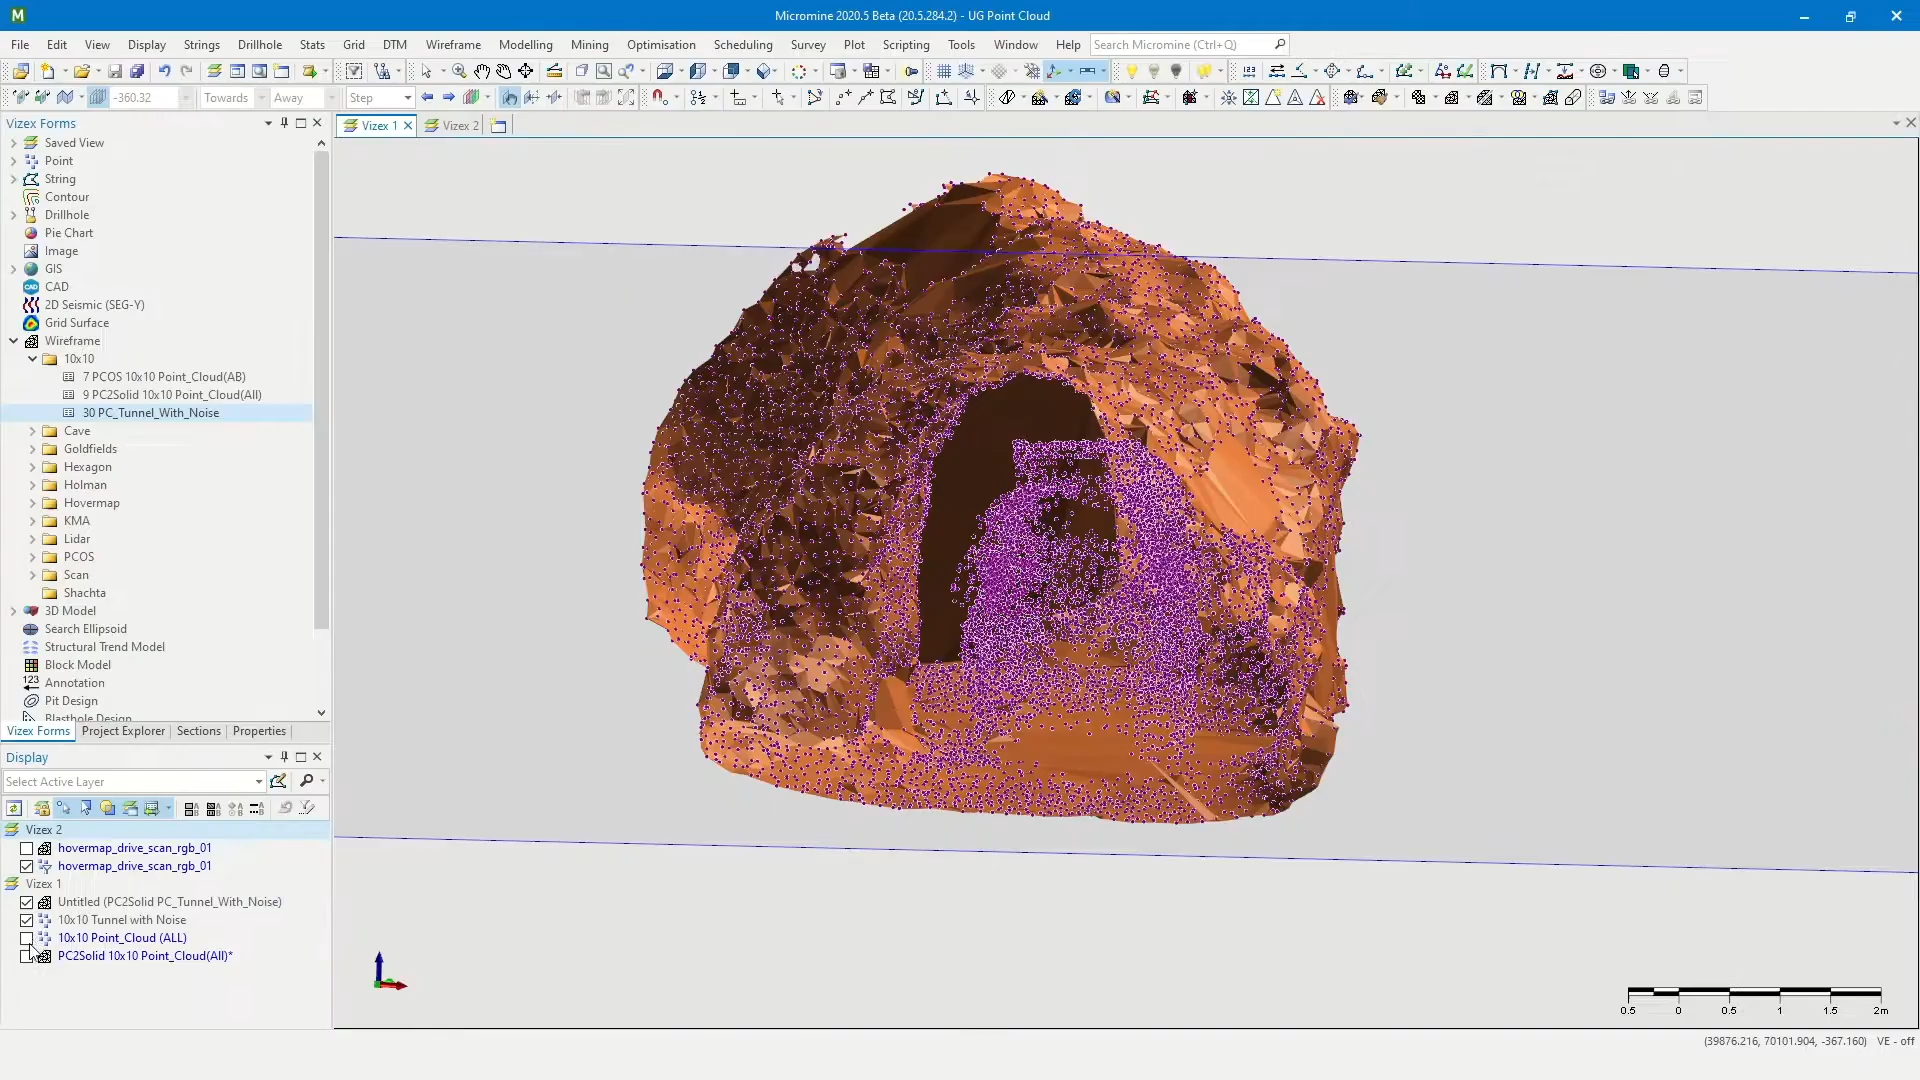 M
Micromine 2020.5 Beta (20.5.284.2) - UG Point Cloud
File Edit View Display Strings Drillhole Stats Grid DTM Wireframe Modelling Mining Optimisation Scheduling Survey Plot Scripting Tools Window Help Search Micromine (Ctrl+Q)
-360.32 Towards Away Step
Vizex Forms
Vizex 1 Vizex 2
Saved View
Point
String
Contour
Drillhole
Pie Chart
Image
GIS
CAD CAD
2D Seismic (SEG-Y)
Grid Surface
Wireframe
10x10
7 PCOS 10x10 Point_Cloud(AB)
9 PC2Solid 10x10 Point_Cloud(All)
30 PC_Tunnel_With_Noise
Cave
Goldfields
Hexagon
Holman
Hovermap
KMA
Lidar
PCOS
Scan
Shachta
3D Model
Search Ellipsoid
Structural Trend Model
Block Model
123 Annotation
Pit Design
Blasthole Design
Vizex Forms Project Explorer Sections Properties
Display
Select Active Layer
Vizex 2
hovermap_drive_scan_rgb_01
hovermap_drive_scan_rgb_01
Vizex 1
Untitled (PC2Solid PC_Tunnel_With_Noise)
10x10 Tunnel with Noise
10x10 Point_Cloud (ALL)
PC2Solid 10x10 Point_Cloud(All)*
0.5 0 0.5 1 1.5 2m
(39876.216, 70101.904, -367.160) VE - off